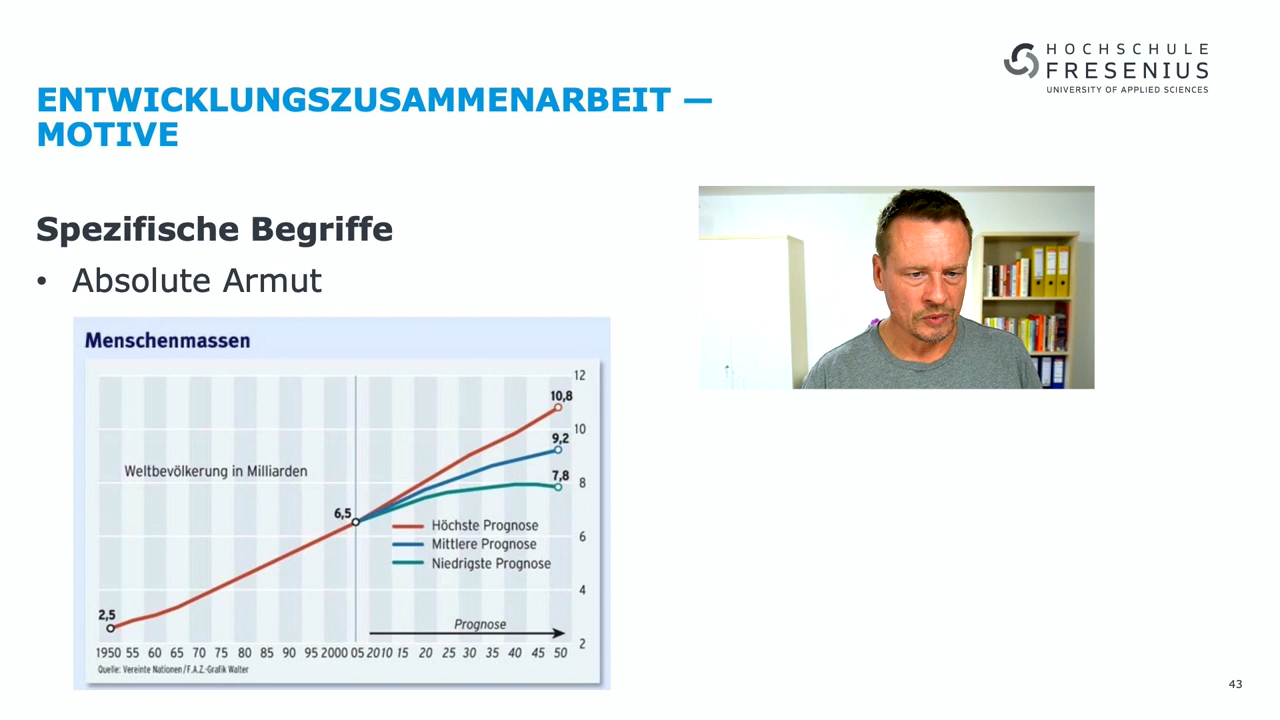 HOCHSCHULE
FRESENIUS
UNIVERSITY OF APPLIED SCIENCES
ENTWICKLUNGSZUSAMMENARBEIT —
MOTIVE
Spezifische Begriffe
• Absolute Armut
Menschenmassen
12
10,8
10
9,2
Weltbevölkerung in Milliarden
7,8
8
6,5
Höchste Prognose
6
Mittlere Prognose
Niedrigste Prognose
4
2,5
Prognose
2
1950 55 60 65 70 75 80 85 90 95 2000 05 2010 15 20 25 30 35 40 45 50
Quelle: Vereinte Nationen/F.A.Z.-Grafik Walter
43